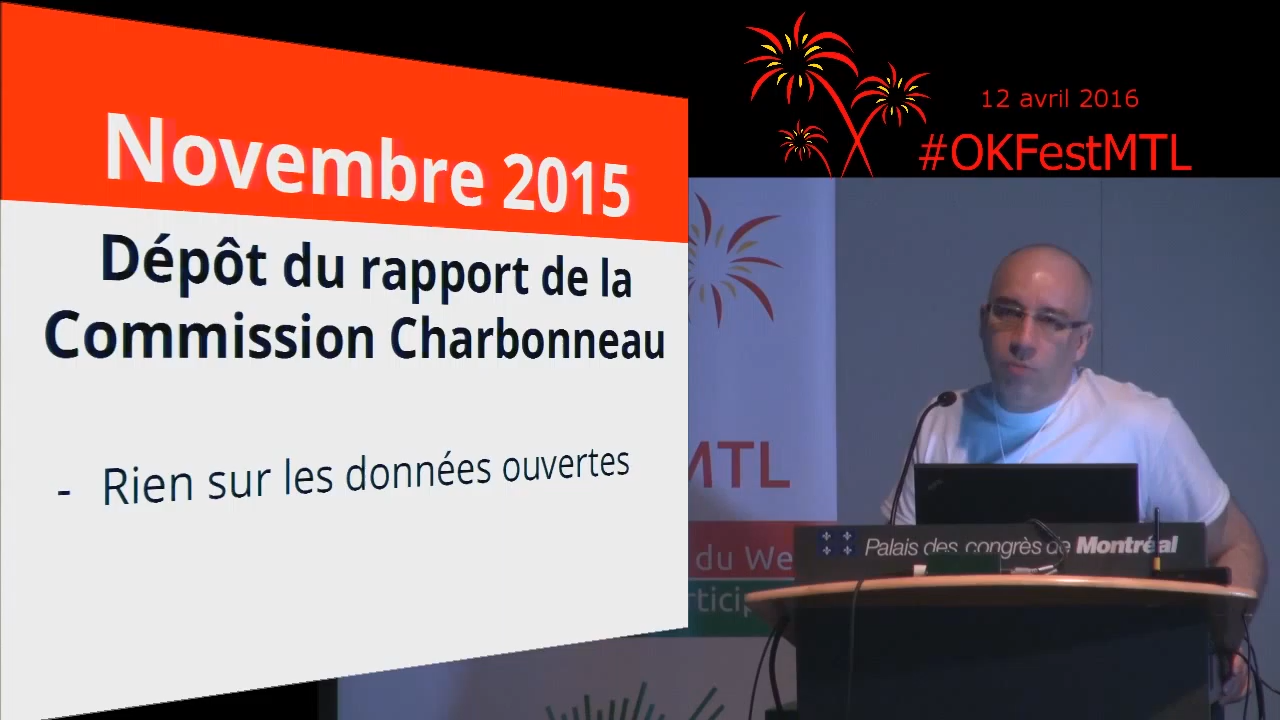 Novembre 2015
Dépôt du rapport de la
Commission Charbonneau
- Rien sur les données ouvertes
12 avril 2016
#OKFestMTL
MTL
du We
rticip
Palais des congrès de Montréal